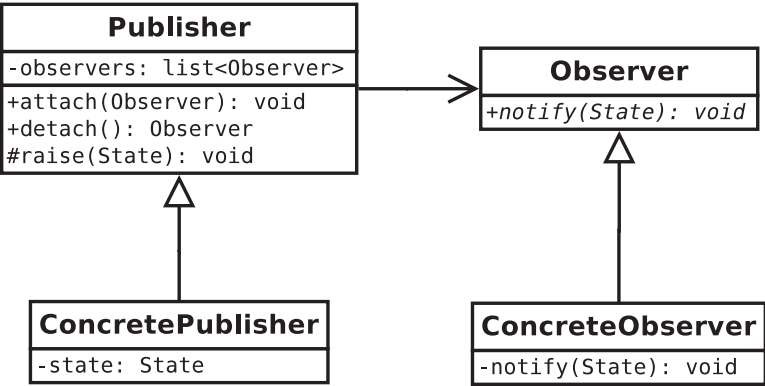 Publisher
-observers: list<Observer>
+attach(Observer): void
+detach(): Observer
#raise(State): void
Observer
+notify(State): void
ConcretePublisher
-state: State
ConcreteObserver
-notify(State): void